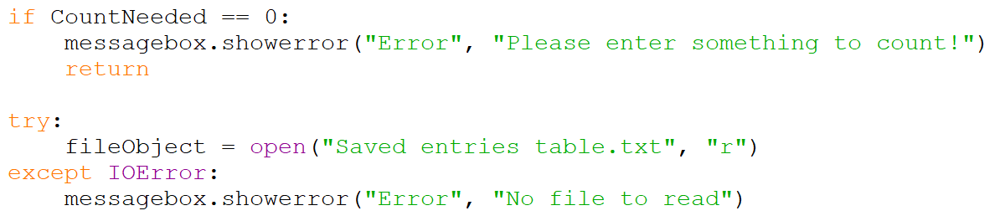 if CountNeeded == 0:
    messagebox.showerror("Error", "Please enter something to count!")
    return

try:
    fileObject = open("Saved entries table.txt", "r")
except IOError:
    messagebox.showerror("Error", "No file to read")